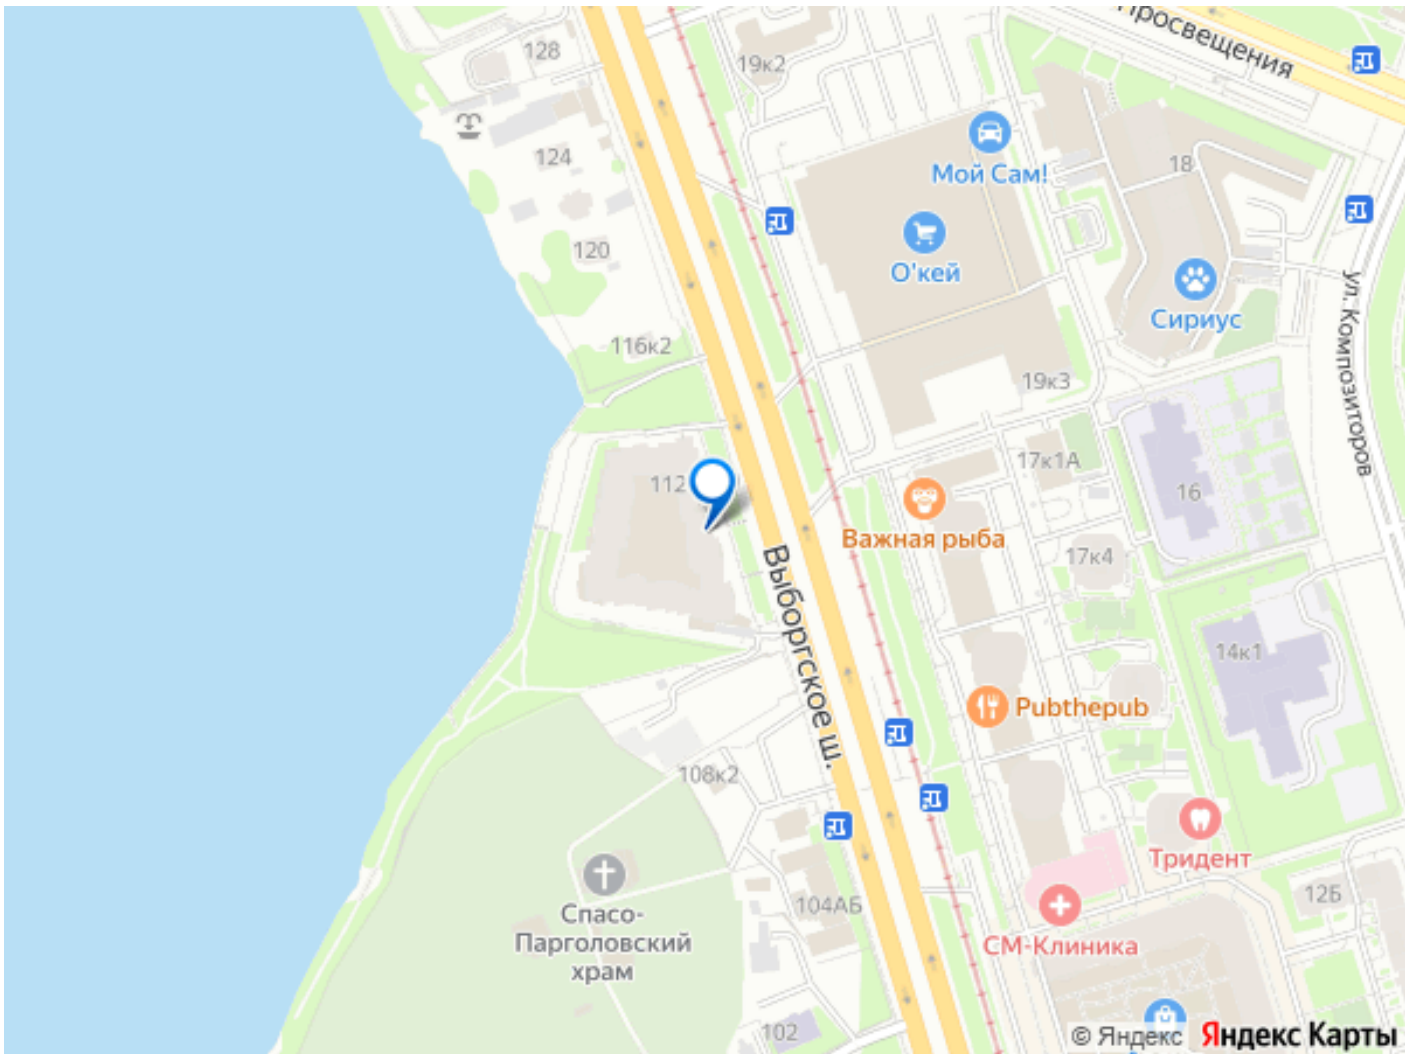 Просвещения
128
19к2
124
Мой Сам!
18
120
О'кей
Сириус
ул. Композиторов
116к2
19к3
17к1А
112
16
Важная рыба
17к4
Выборгское ш.
14к1
Pubthepub
108к2
Тридент
Спасо-
Парголовский
храм
104АБ
12Б
СМ-Клиника
102
© Яндекс Яндекс Карты